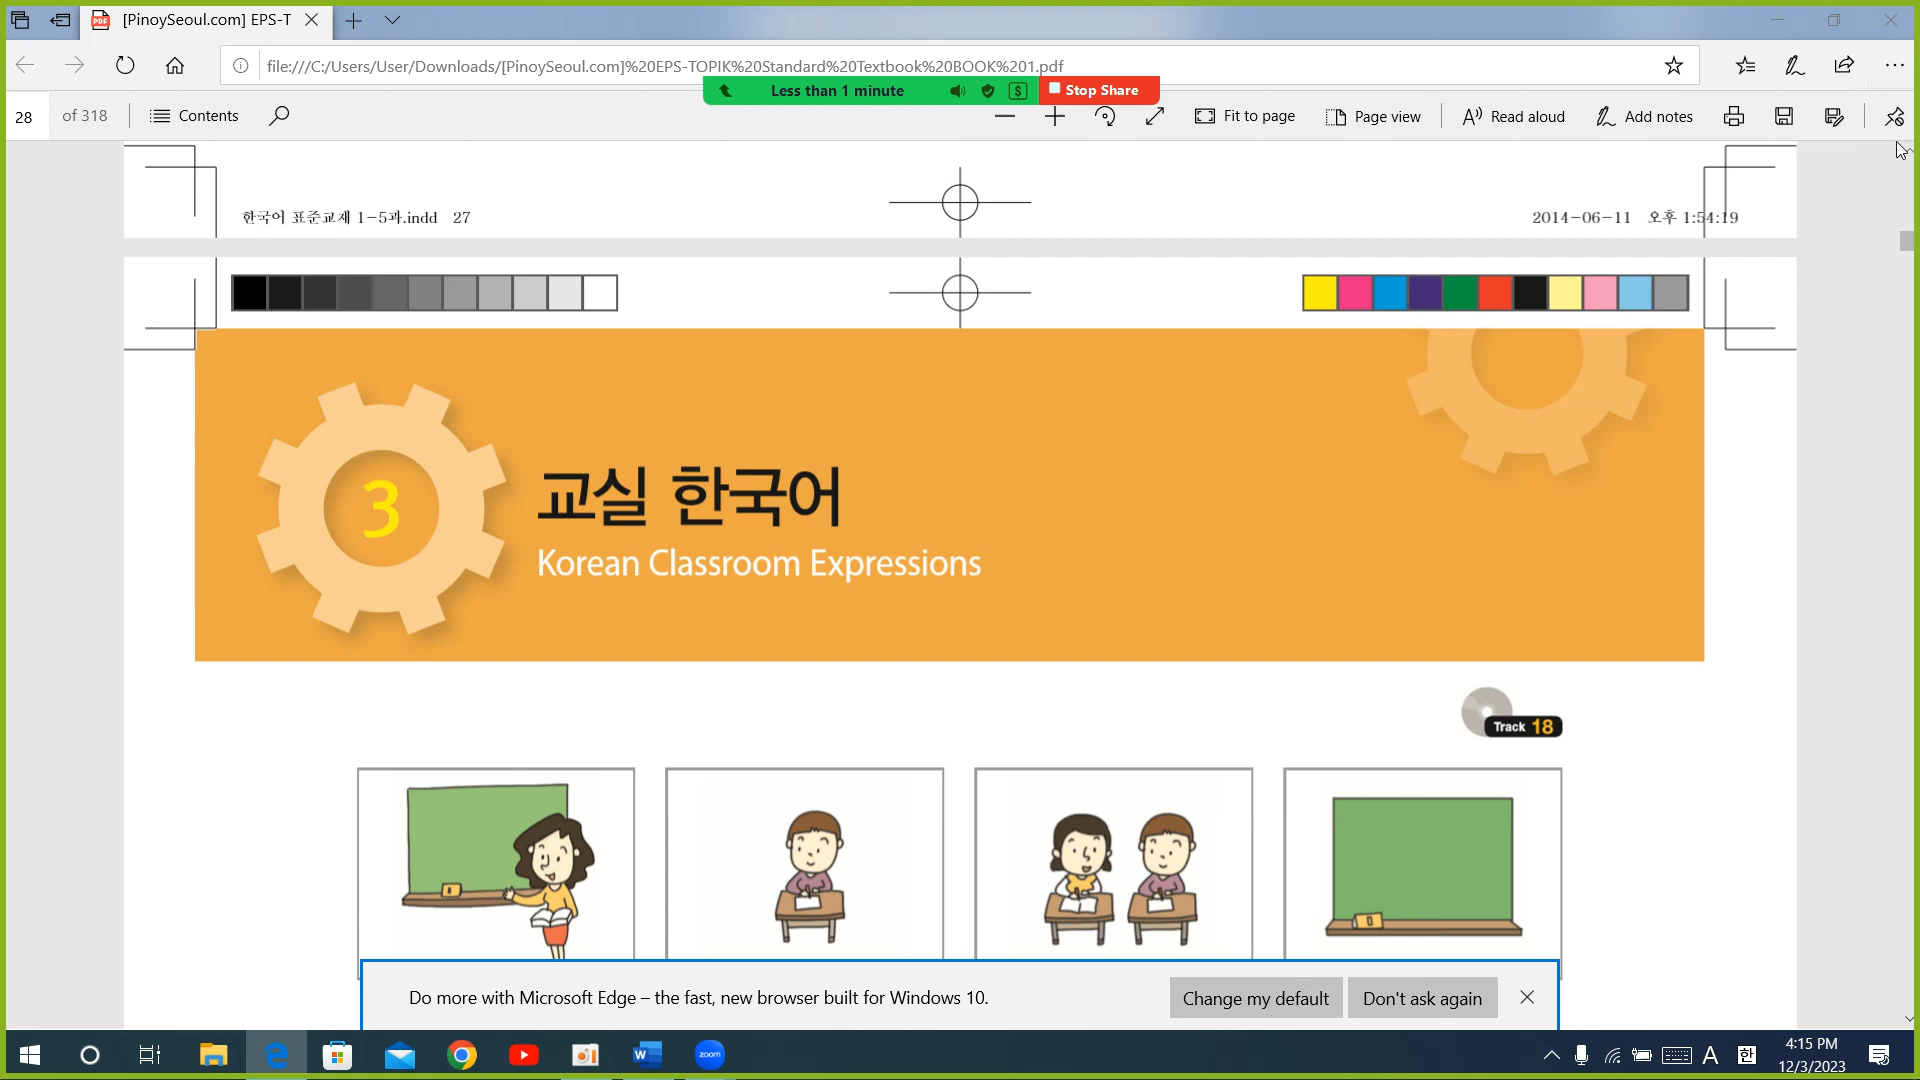 [PinoySeoul.com] EPS-T
file:///C:/Users/User/Downloads/[PinoySeoul.com]%20EPS-TOPIK%20Standard%20Textbook%20BOOK%201.pdf
Less than 1 minute
Stop Share
28 of 318 Contents Fit to page Page view Read aloud Add notes
한국어 표준교재 1-5과.indd 27 2014-06-11 오후 1:54:19
3
교실 한국어
Korean Classroom Expressions
Track 18
Do more with Microsoft Edge – the fast, new browser built for Windows 10. Change my default Don't ask again
zoom
A 한
4:15 PM
12/3/2023